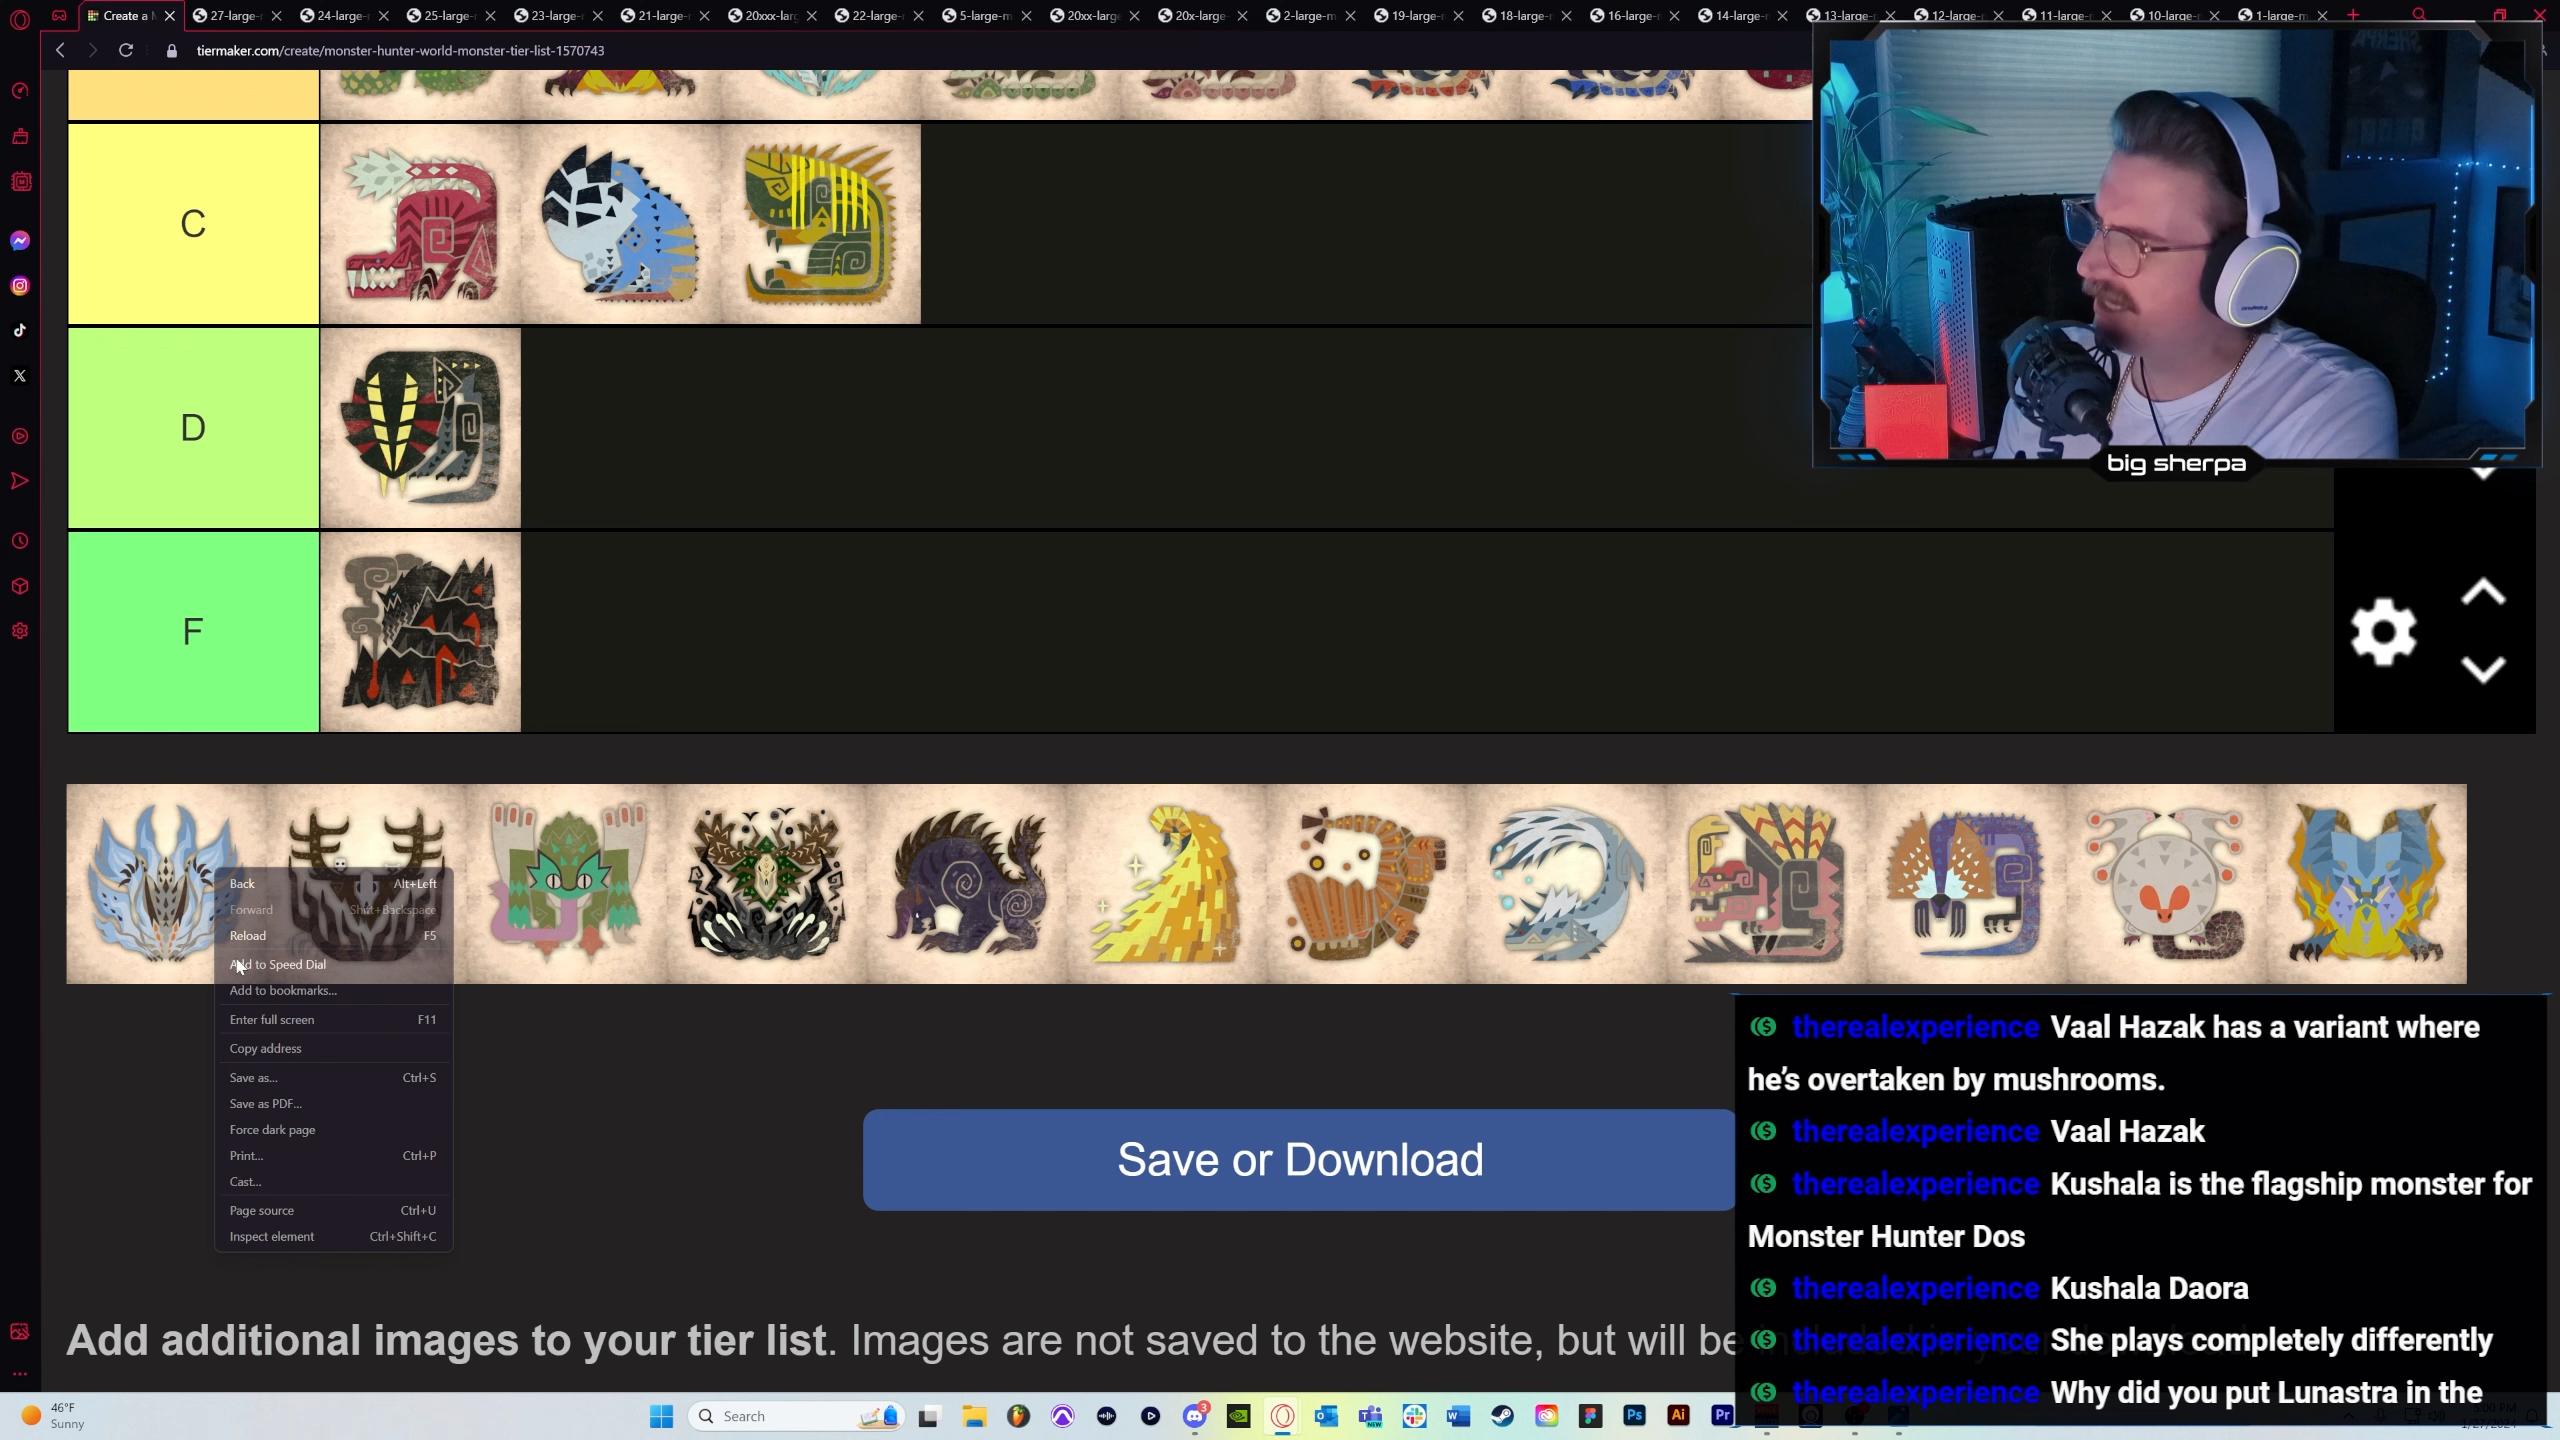 Create a M
27-large-r
24-large-r
25-large-r
23-large-r
21-large-r
20xxx-larg
22-large-r
5-large-m
20xx-large
20x-large-
2-large-m
19-large-r
18-large-r
16-large-r
14-large-r
13-large-r
12-large-r
11-large-r
10-large-r
1-large-m
tiermaker.com/create/monster-hunter-world-monster-tier-list-1570743
C
D
big sherpa
F
Back Alt+Left
Forward Shift+Backspace
Reload F5
Add to Speed Dial
Add to bookmarks...
Enter full screen F11
Copy address
Save as... Ctrl+S
Save as PDF...
Force dark page
Print... Ctrl+P
Cast...
Page source Ctrl+U
Inspect element Ctrl+Shift+C
Save or Download
therealexperience Vaal Hazak has a variant where
he's overtaken by mushrooms.
therealexperience Vaal Hazak
therealexperience Kushala is the flagship monster for
Monster Hunter Dos
therealexperience Kushala Daora
therealexperience She plays completely differently
therealexperience Why did you put Lunastra in the
Add additional images to your tier list. Images are not saved to the website, but will be
46°F
Sunny
Search
3
NEW
Ps
Ai
Pr